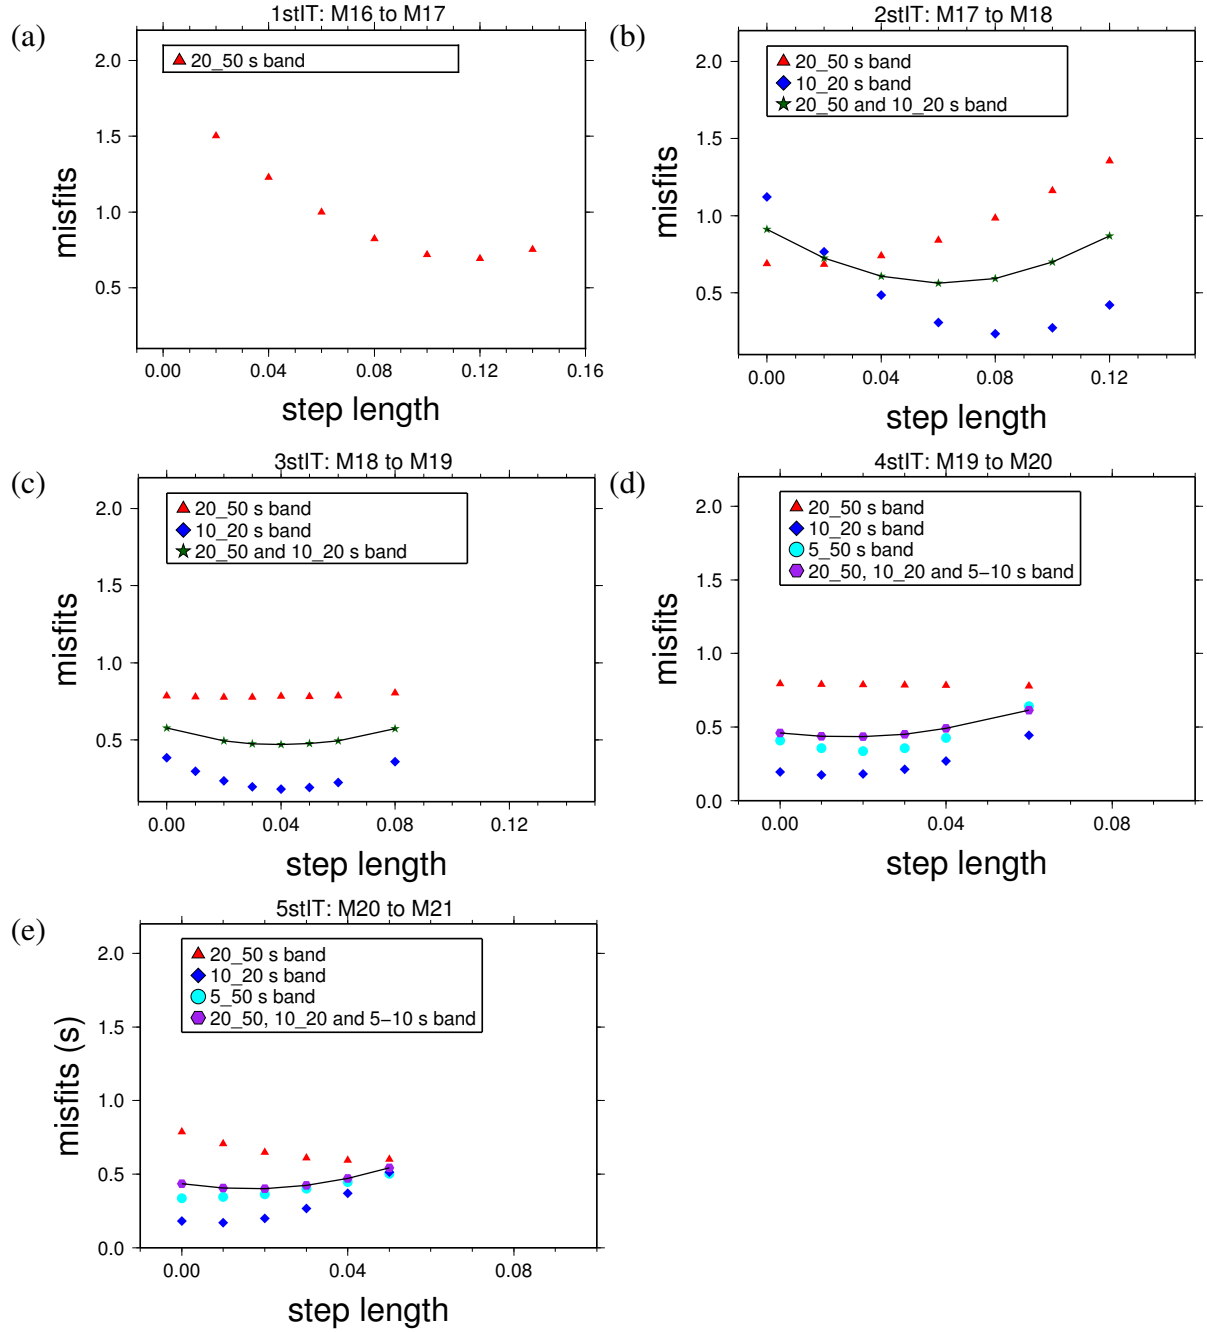 (a)
1stIT: M16 to M17
20_50 s band
2.0
1.5
1.0
0.5
misfits
0.00 0.04 0.08 0.12 0.16
step length
(b)
2stIT: M17 to M18
20_50 s band
10_20 s band
20_50 and 10_20 s band
2.0
1.5
1.0
0.5
misfits
0.00 0.04 0.08 0.12
step length
(c)
3stIT: M18 to M19
20_50 s band
10_20 s band
20_50 and 10_20 s band
2.0
1.5
1.0
0.5
misfits
0.00 0.04 0.08 0.12
step length
(d)
4stIT: M19 to M20
20_50 s band
10_20 s band
5_50 s band
20_50, 10_20 and 5−10 s band
2.0
1.5
1.0
0.5
0.0
misfits
0.00 0.04 0.08
step length
(e)
5stIT: M20 to M21
20_50 s band
10_20 s band
5_50 s band
20_50, 10_20 and 5−10 s band
2.0
1.5
1.0
0.5
0.0
misfits (s)
0.00 0.04 0.08
step length